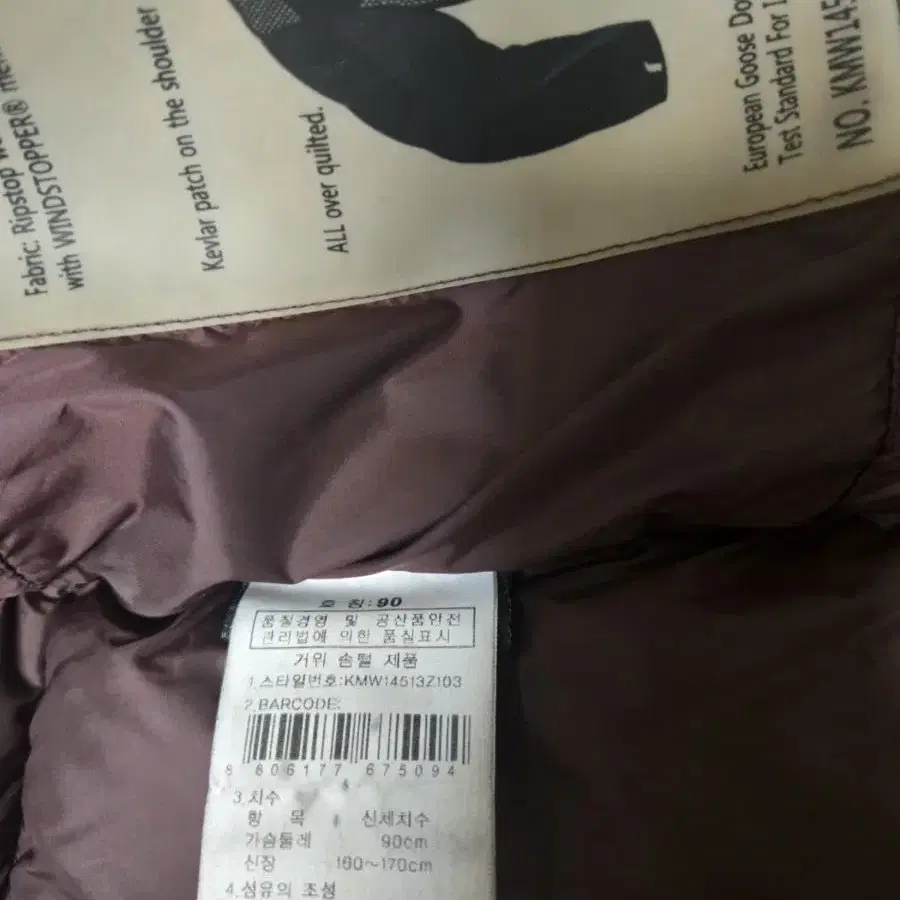 Fabric: Ripstop
with WINDSTOPPER®
Kevlar patch on the shoulder
ALL over quilted.
European Goose
Test Standard For
NO. KMW145
호 칭:90
품질경영 및 공산품안전
관리법에 의한 품질표시
거위 솜털 제품
1.스타일번호:KMW14513Z103
2.BARCODE:
8 806177 675094
3.치수
항 목 신체치수
가슴둘레 90cm
신장 160~170cm
4.섬유의 조성